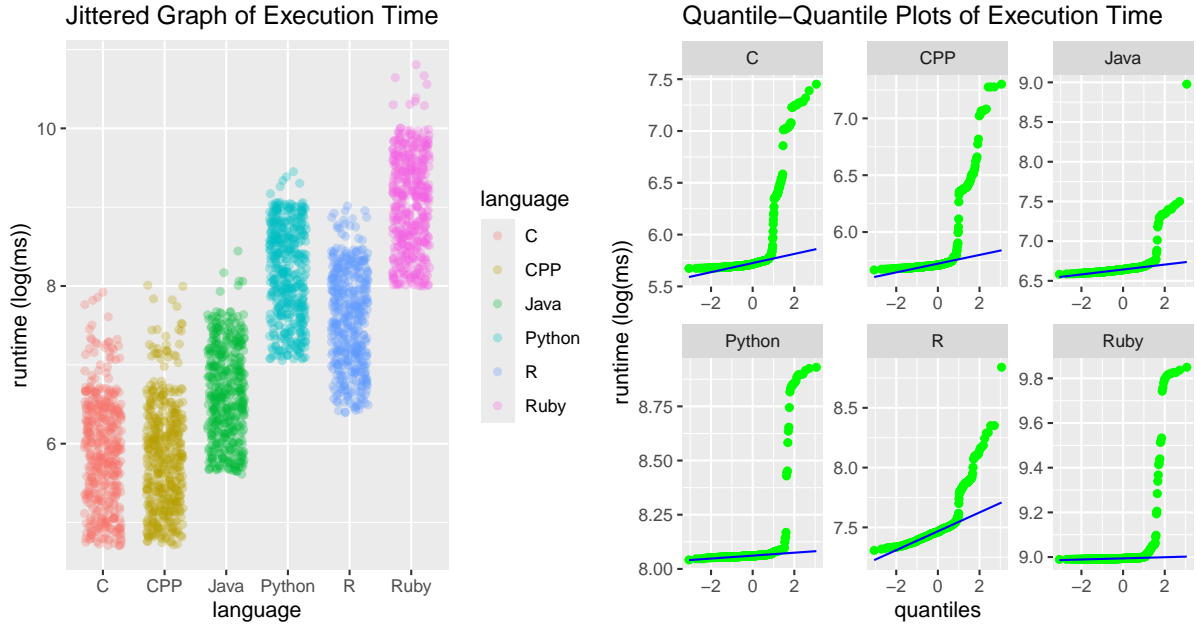 Jittered Graph of Execution Time
runtime (log(ms))
10
8
6
C CPP Java Python R Ruby
language
language
C
CPP
Java
Python
R
Ruby
Quantile−Quantile Plots of Execution Time
runtime (log(ms))
C
7.5
7.0
6.5
6.0
5.5
−2 0 2
CPP
7.0
6.5
6.0
−2 0 2
Java
9.0
8.5
8.0
7.5
7.0
6.5
−2 0 2
Python
8.75
8.50
8.25
8.00
−2 0 2
R
8.5
8.0
7.5
−2 0 2
Ruby
9.8
9.6
9.4
9.2
9.0
−2 0 2
quantiles